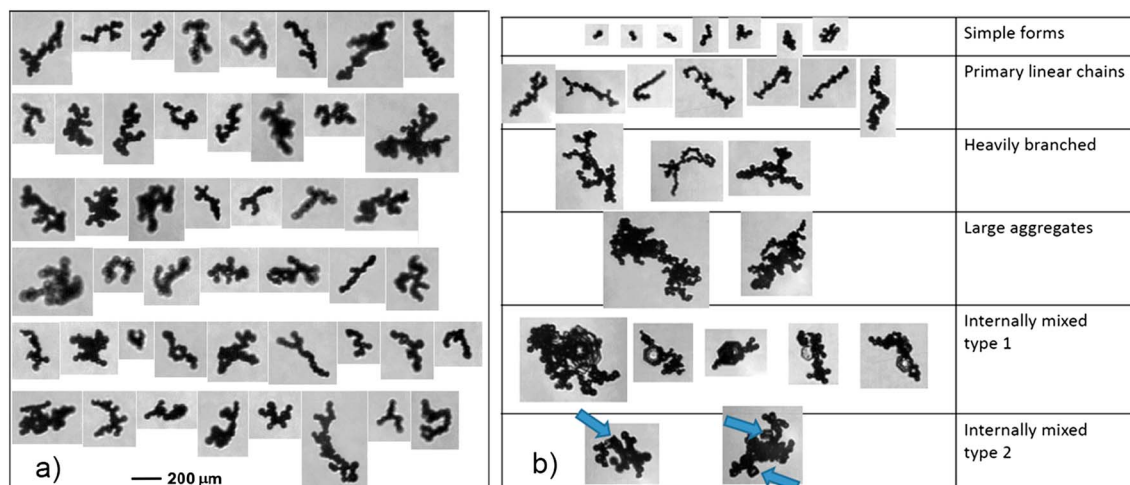 Simple forms
Primary linear chains
Heavily branched
Large aggregates
Internally mixed
type 1
Internally mixed
type 2
a)
200 µm
b)